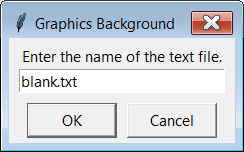 Graphics Background
Enter the name of the text file.
blank.txt
OK
Cancel